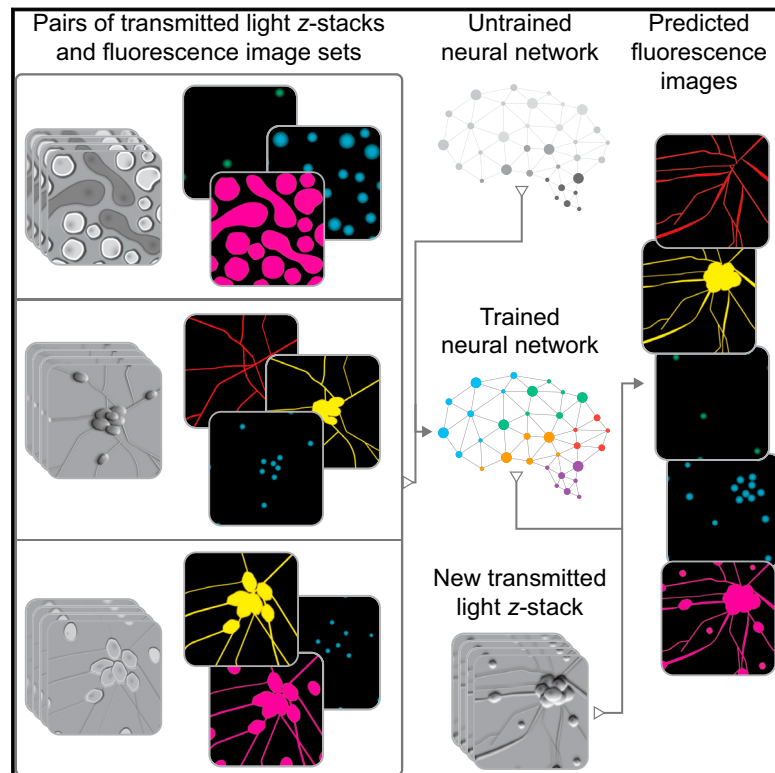 Pairs of transmitted light z-stacks
and fluorescence image sets
Untrained
neural network
Predicted
fluorescence
images
Trained
neural network
New transmitted
light z-stack